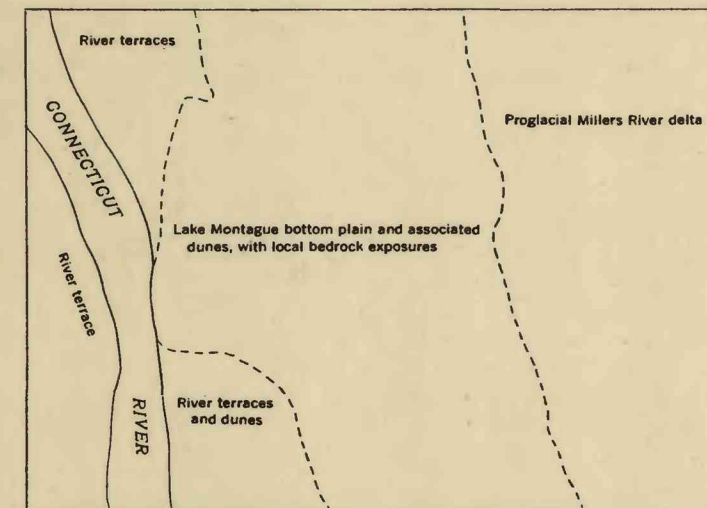 River terraces
CONNECTICUT
Proglacial Millers River delta
Lake Montague bottom plain and associated
dunes, with local bedrock exposures
River terrace
River terraces
and dunes
RIVER